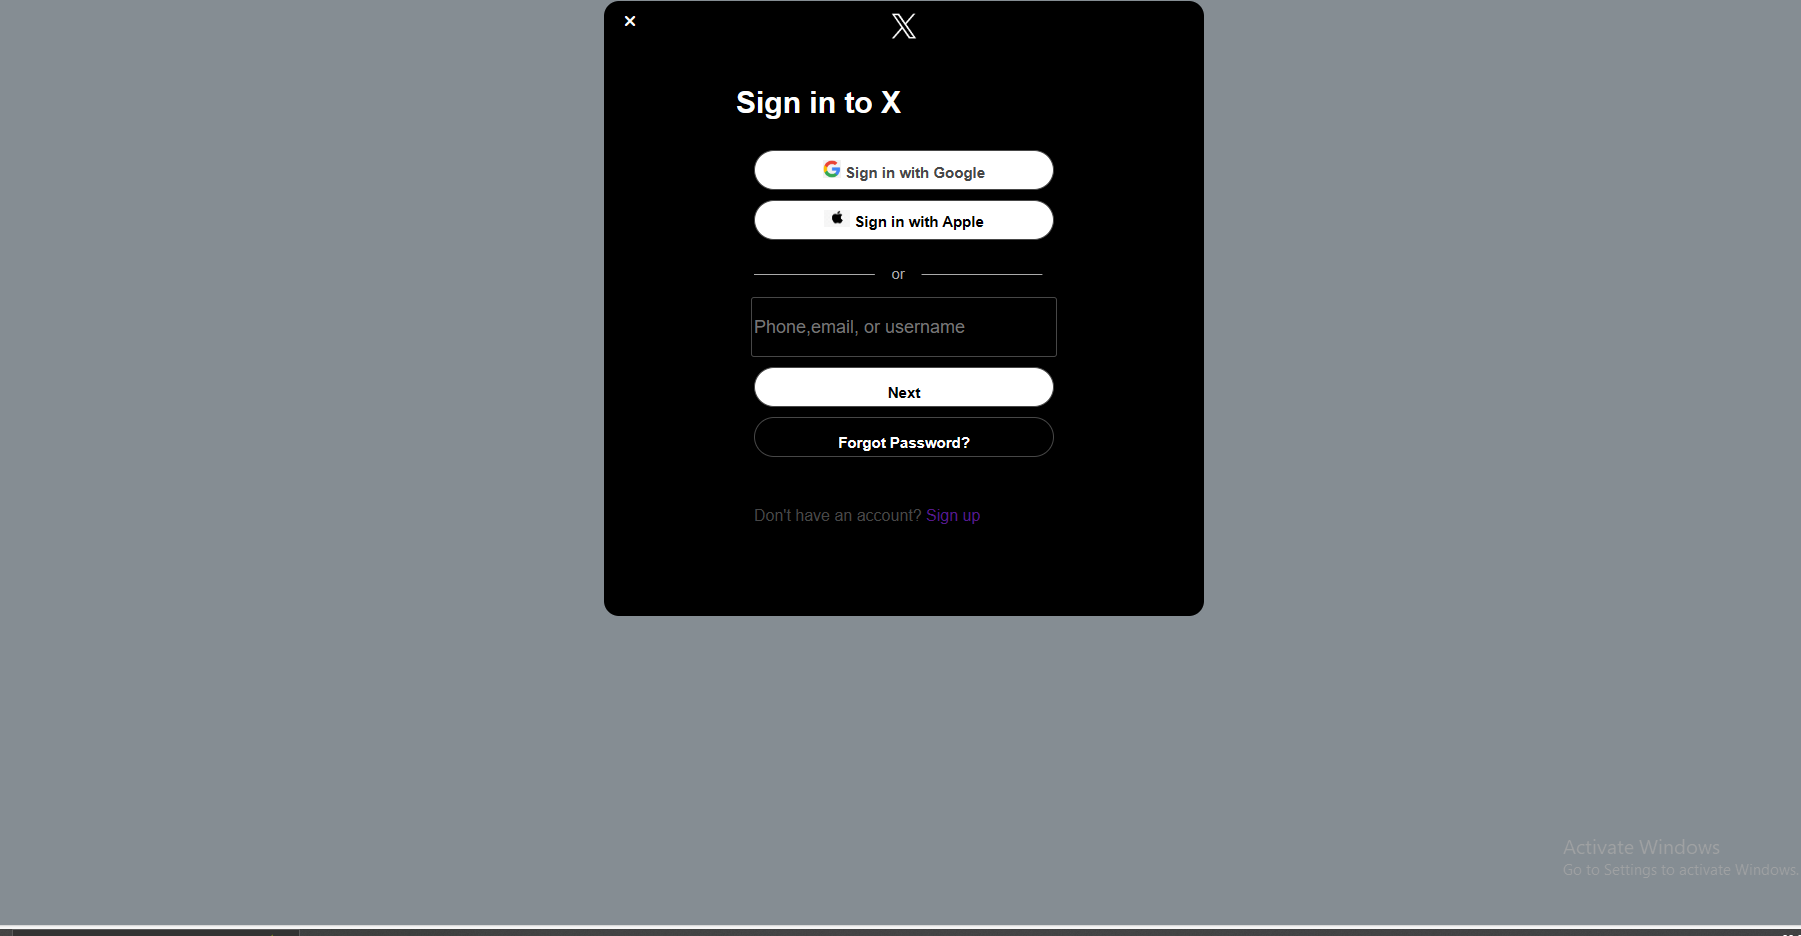 Sign in to X
Sign in with Google
Sign in with Apple
or
Phone,email, or username
Next
Forgot Password?
Don't have an account? Sign up
Activate Windows
Go to Settings to activate Windows.